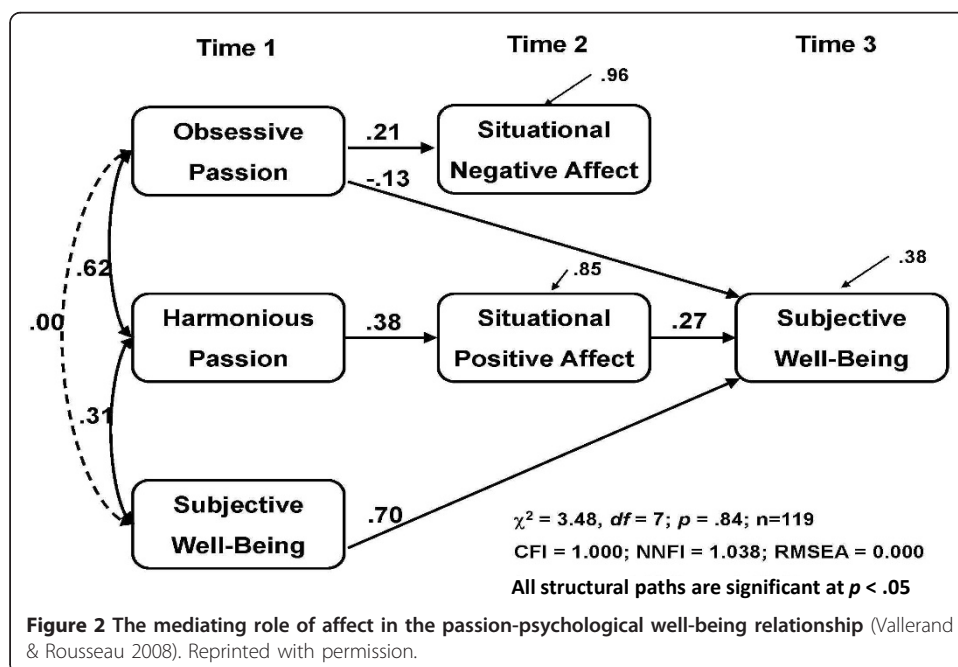 Time 1
Time 2
Time 3
.96
Obsessive
Passion
.21
-.13
Situational
Negative Affect
.62
.00
.85
.38
Harmonious
Passion
.38
Situational
Positive Affect
.27
Subjective
Well-Being
.31
Subjective
Well-Being
.70
χ² = 3.48, df = 7; p = .84; n=119
CFI = 1.000; NNFI = 1.038; RMSEA = 0.000
All structural paths are significant at p < .05
Figure 2 The mediating role of affect in the passion-psychological well-being relationship (Vallerand
& Rousseau 2008). Reprinted with permission.